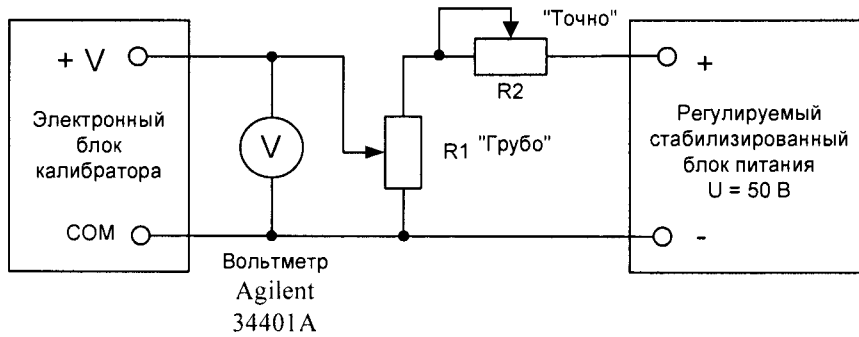 + V
Электронный
блок
калибратора
COM
V
Вольтметр
Agilent
34401A
R1 "Грубо"
"Точно"
R2
+
Регулируемый
стабилизированный
блок питания
U = 50 В
-